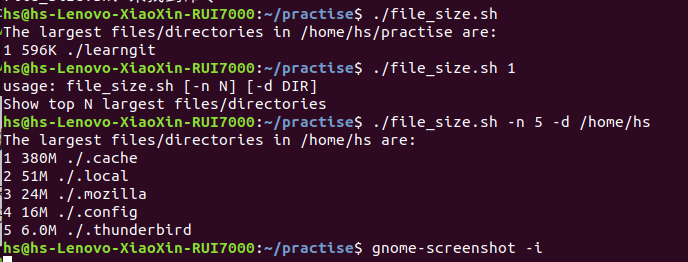 hs@hs-Lenovo-XiaoXin-RUI7000:~/practise$ ./file_size.sh
The largest files/directories in /home/hs/practise are:
1 596K ./learngit
hs@hs-Lenovo-XiaoXin-RUI7000:~/practise$ ./file_size.sh 1
usage: file_size.sh [-n N] [-d DIR]
Show top N largest files/directories
hs@hs-Lenovo-XiaoXin-RUI7000:~/practise$ ./file_size.sh -n 5 -d /home/hs
The largest files/directories in /home/hs are:
1 380M ./.cache
2 51M ./.local
3 24M ./.mozilla
4 16M ./.config
5 6.0M ./.thunderbird
hs@hs-Lenovo-XiaoXin-RUI7000:~/practise$ gnome-screenshot -i